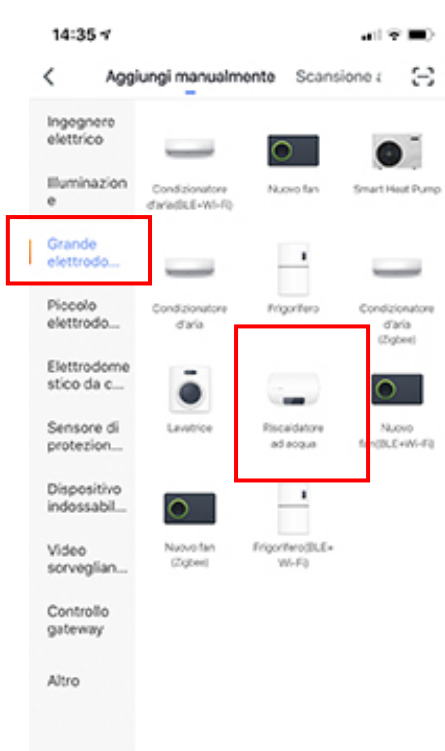 14:35
Aggiungi manualmente Scansione a
Ingegnere
elettrico
Illuminazion
e
Grande
elettrodo...
Piccolo
elettrodo...
Elettrodome
stico da c...
Sensore di
protezion...
Dispositivo
indossabil...
Video
sorveglian...
Controllo
gateway
Altro
Condizionatore
d'aria(BLE+Wi-Fi)
Nuovo fan
Smart Heat Pump
Condizionatore
d'aria
Frigorifero
Condizionatore
d'aria
(Zigbee)
Lavatrice
Riscaldatore
ad acqua
Nuovo
fan(BLE+Wi-Fi)
Nuovo fan
(Zigbee)
Frigorifero(BLE+
Wi-Fi)